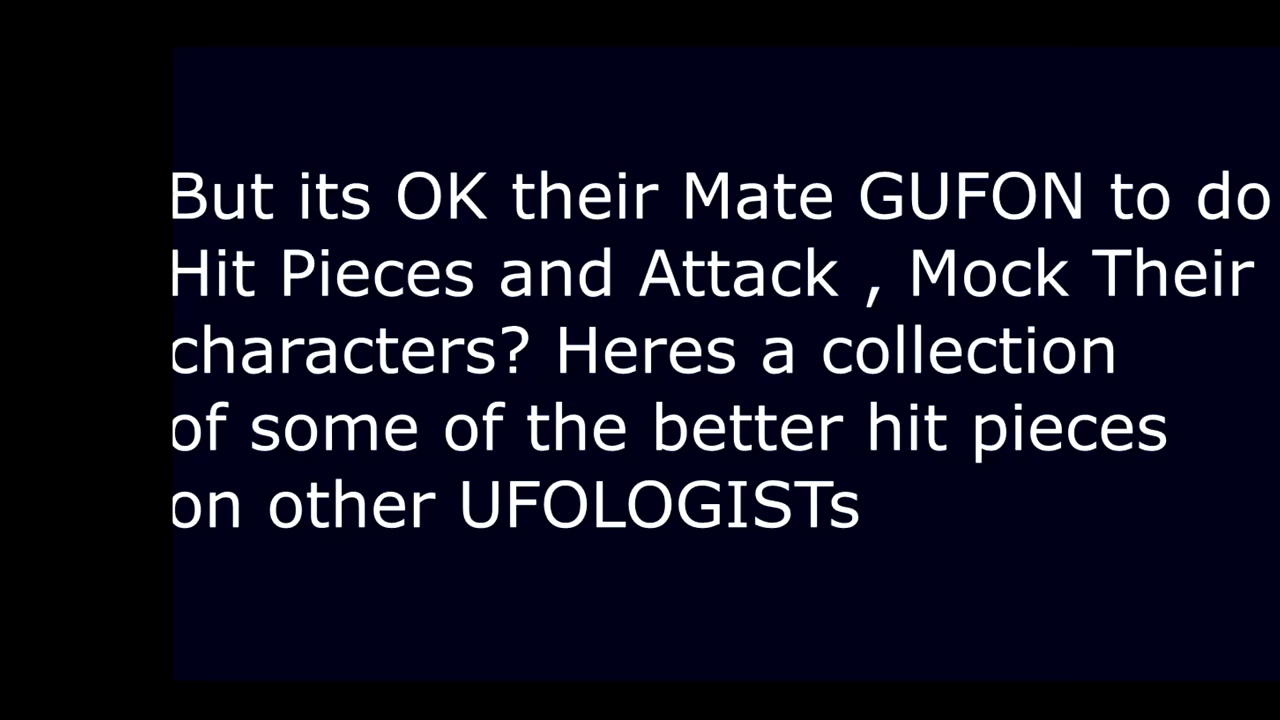 But its OK their Mate GUFON to do
Hit Pieces and Attack , Mock Their
characters? Heres a collection
of some of the better hit pieces
on other UFOLOGISTs